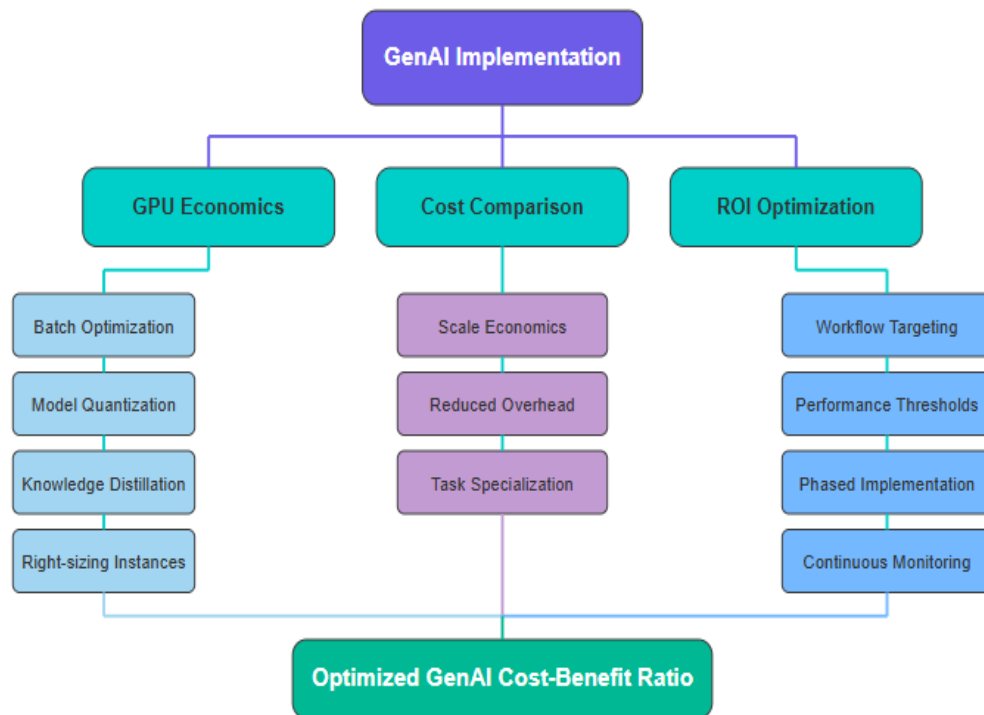 GenAI Implementation
GPU Economics
Cost Comparison
ROI Optimization
Batch Optimization
Scale Economics
Workflow Targeting
Model Quantization
Reduced Overhead
Performance Thresholds
Knowledge Distillation
Task Specialization
Phased Implementation
Right-sizing Instances
Continuous Monitoring
Optimized GenAI Cost-Benefit Ratio